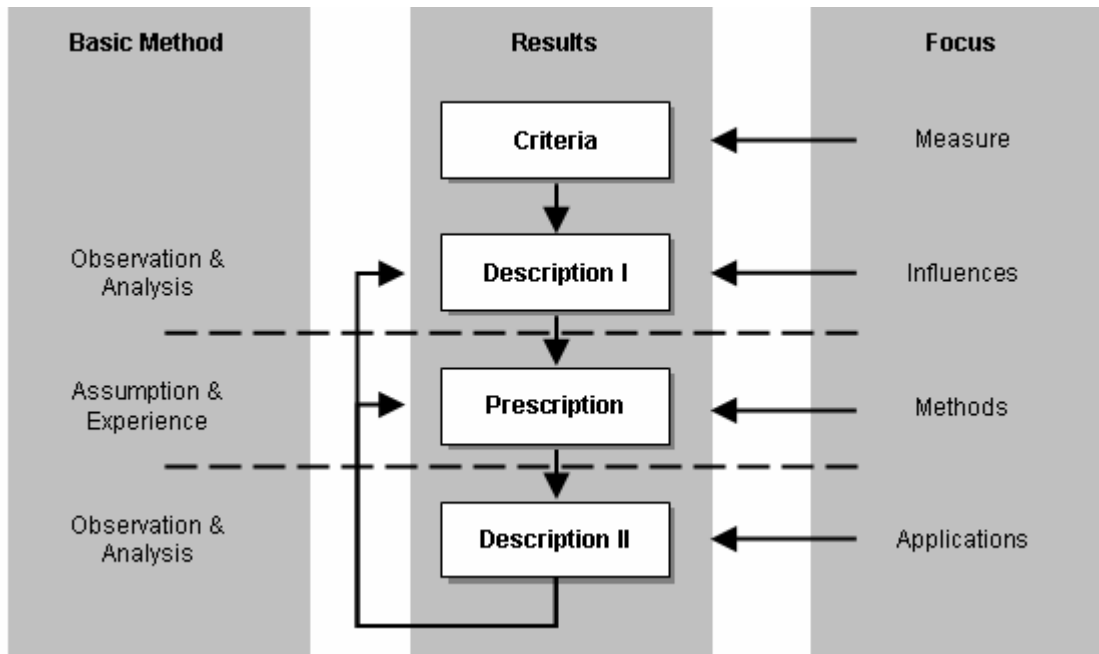 Basic Method
Results
Focus
Criteria
Measure
Observation &
Analysis
Description I
Influences
Assumption &
Experience
Prescription
Methods
Observation &
Analysis
Description II
Applications